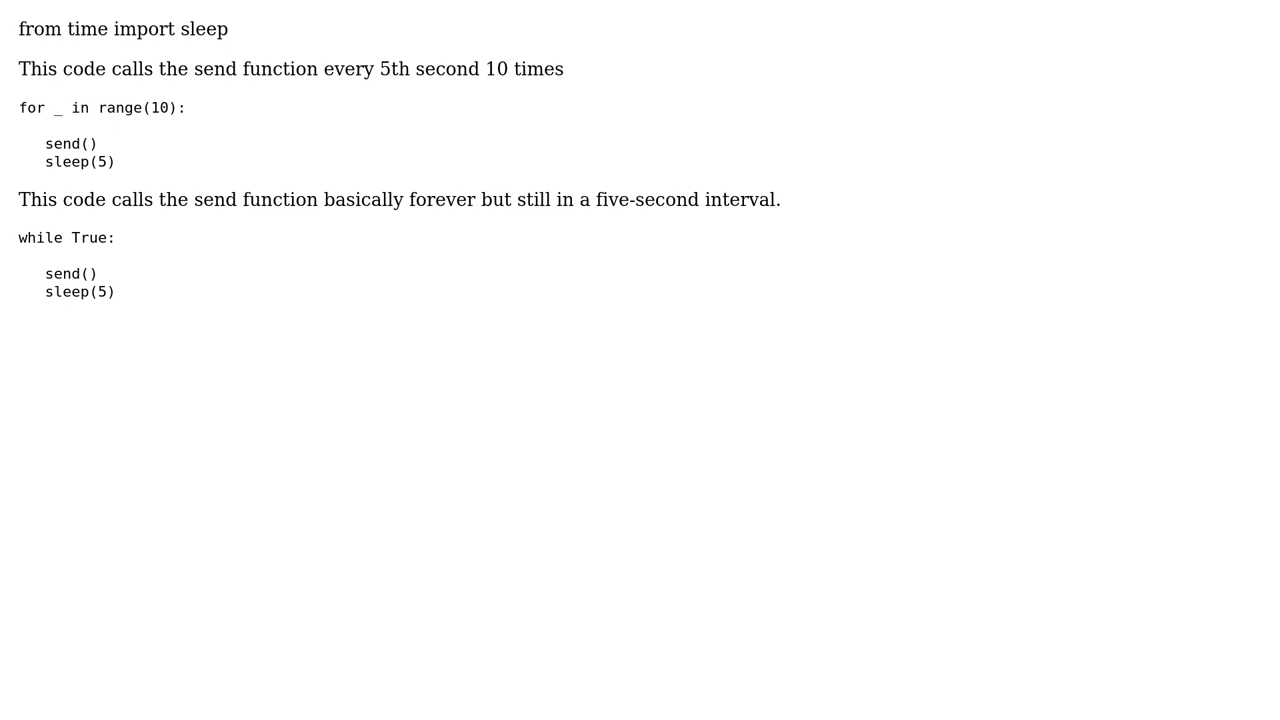 from time import sleep
This code calls the send function every 5th second 10 times
for _ in range(10):
   send()
   sleep(5)
This code calls the send function basically forever but still in a five-second interval.
while True:
   send()
   sleep(5)